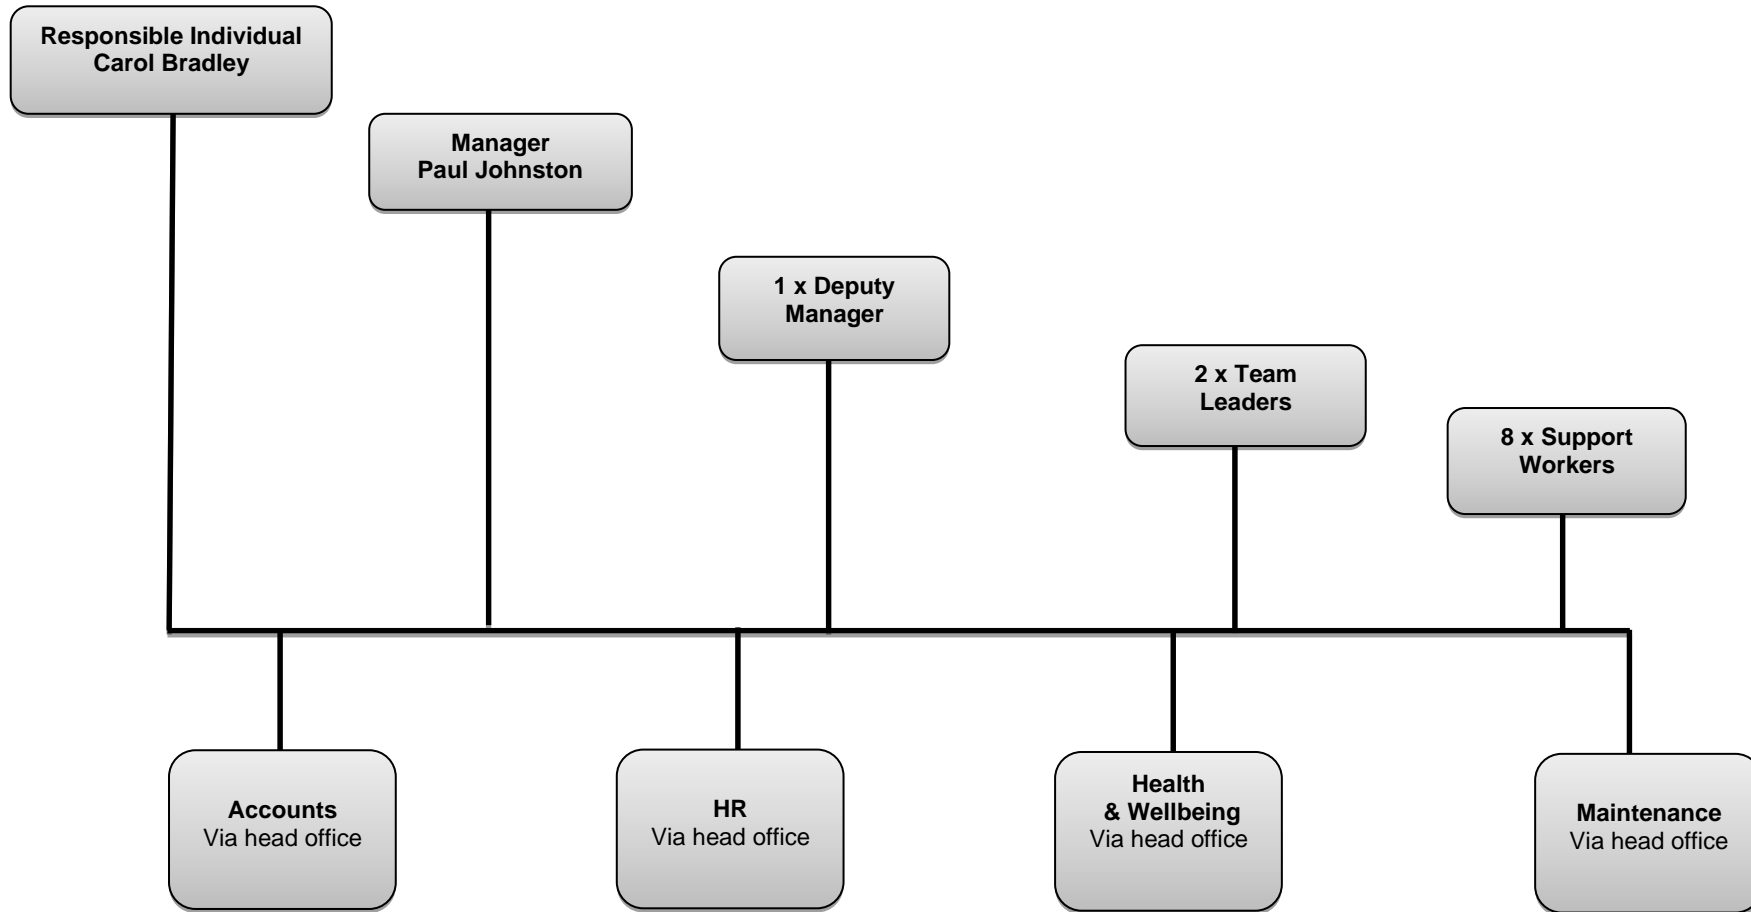 Responsible Individual
Carol Bradley
Manager
Paul Johnston
1 x Deputy
Manager
2 x Team
Leaders
8 x Support
Workers
Accounts
Via head office
HR
Via head office
Health
& Wellbeing
Via head office
Maintenance
Via head office